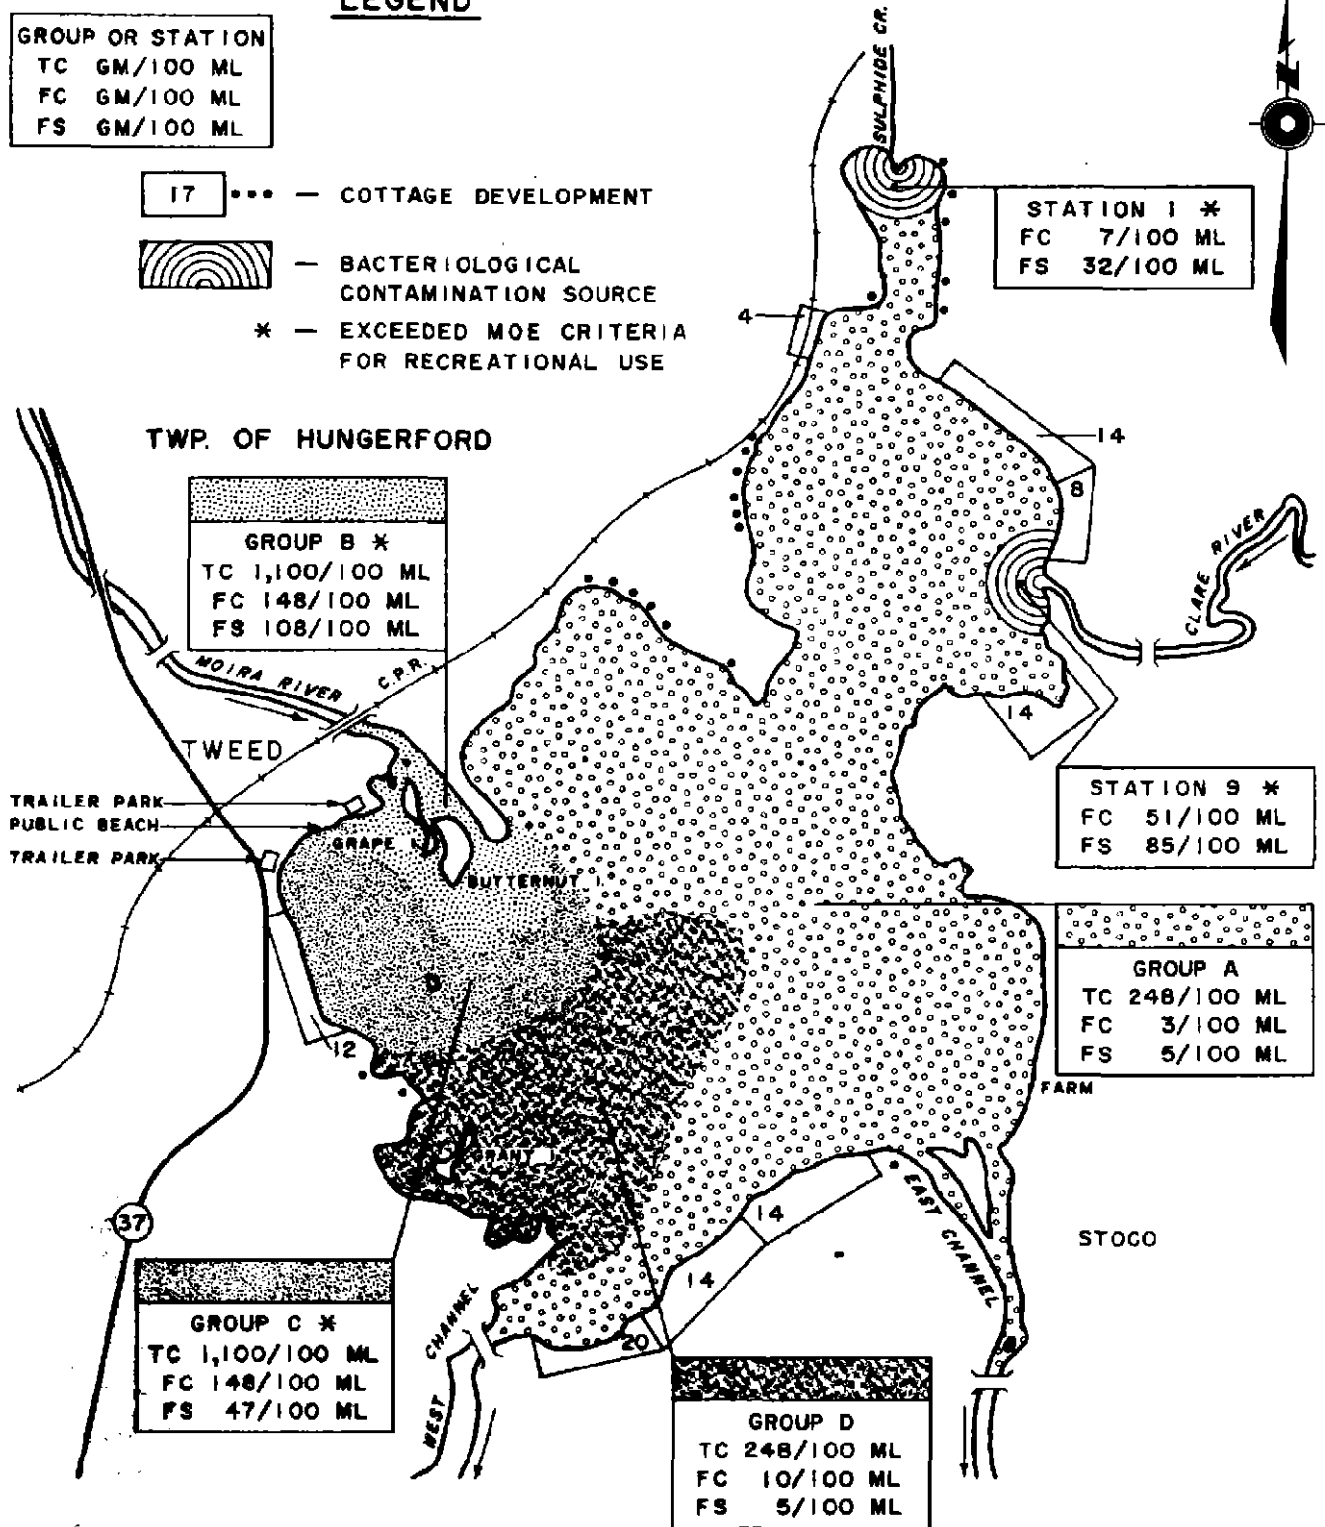 LEGEND
GROUP OR STATION
TC GM/100 ML
FC GM/100 ML
FS GM/100 ML
17 ••• — COTTAGE DEVELOPMENT
— BACTERIOLOGICAL
CONTAMINATION SOURCE
* — EXCEEDED MOE CRITERIA
FOR RECREATIONAL USE
SULPHIDE CR.
N
STATION 1 *
FC 7/100 ML
FS 32/100 ML
4
14
8
TWP. OF HUNGERFORD
GROUP B *
TC 1,100/100 ML
FC 148/100 ML
FS 108/100 ML
CLARE RIVER
MOIRA RIVER
C.P.R.
TWEED
14
TRAILER PARK
PUBLIC BEACH
TRAILER PARK
GRAPE I.
BUTTERNUT I.
STATION 9 *
FC 51/100 ML
FS 85/100 ML
GROUP A
TC 248/100 ML
FC 3/100 ML
FS 5/100 ML
12
FARM
GRANT I.
37
14
14
20
EAST CHANNEL
STOCO
WEST CHANNEL
GROUP C *
TC 1,100/100 ML
FC 148/100 ML
FS 47/100 ML
GROUP D
TC 248/100 ML
FC 10/100 ML
FS 5/100 ML